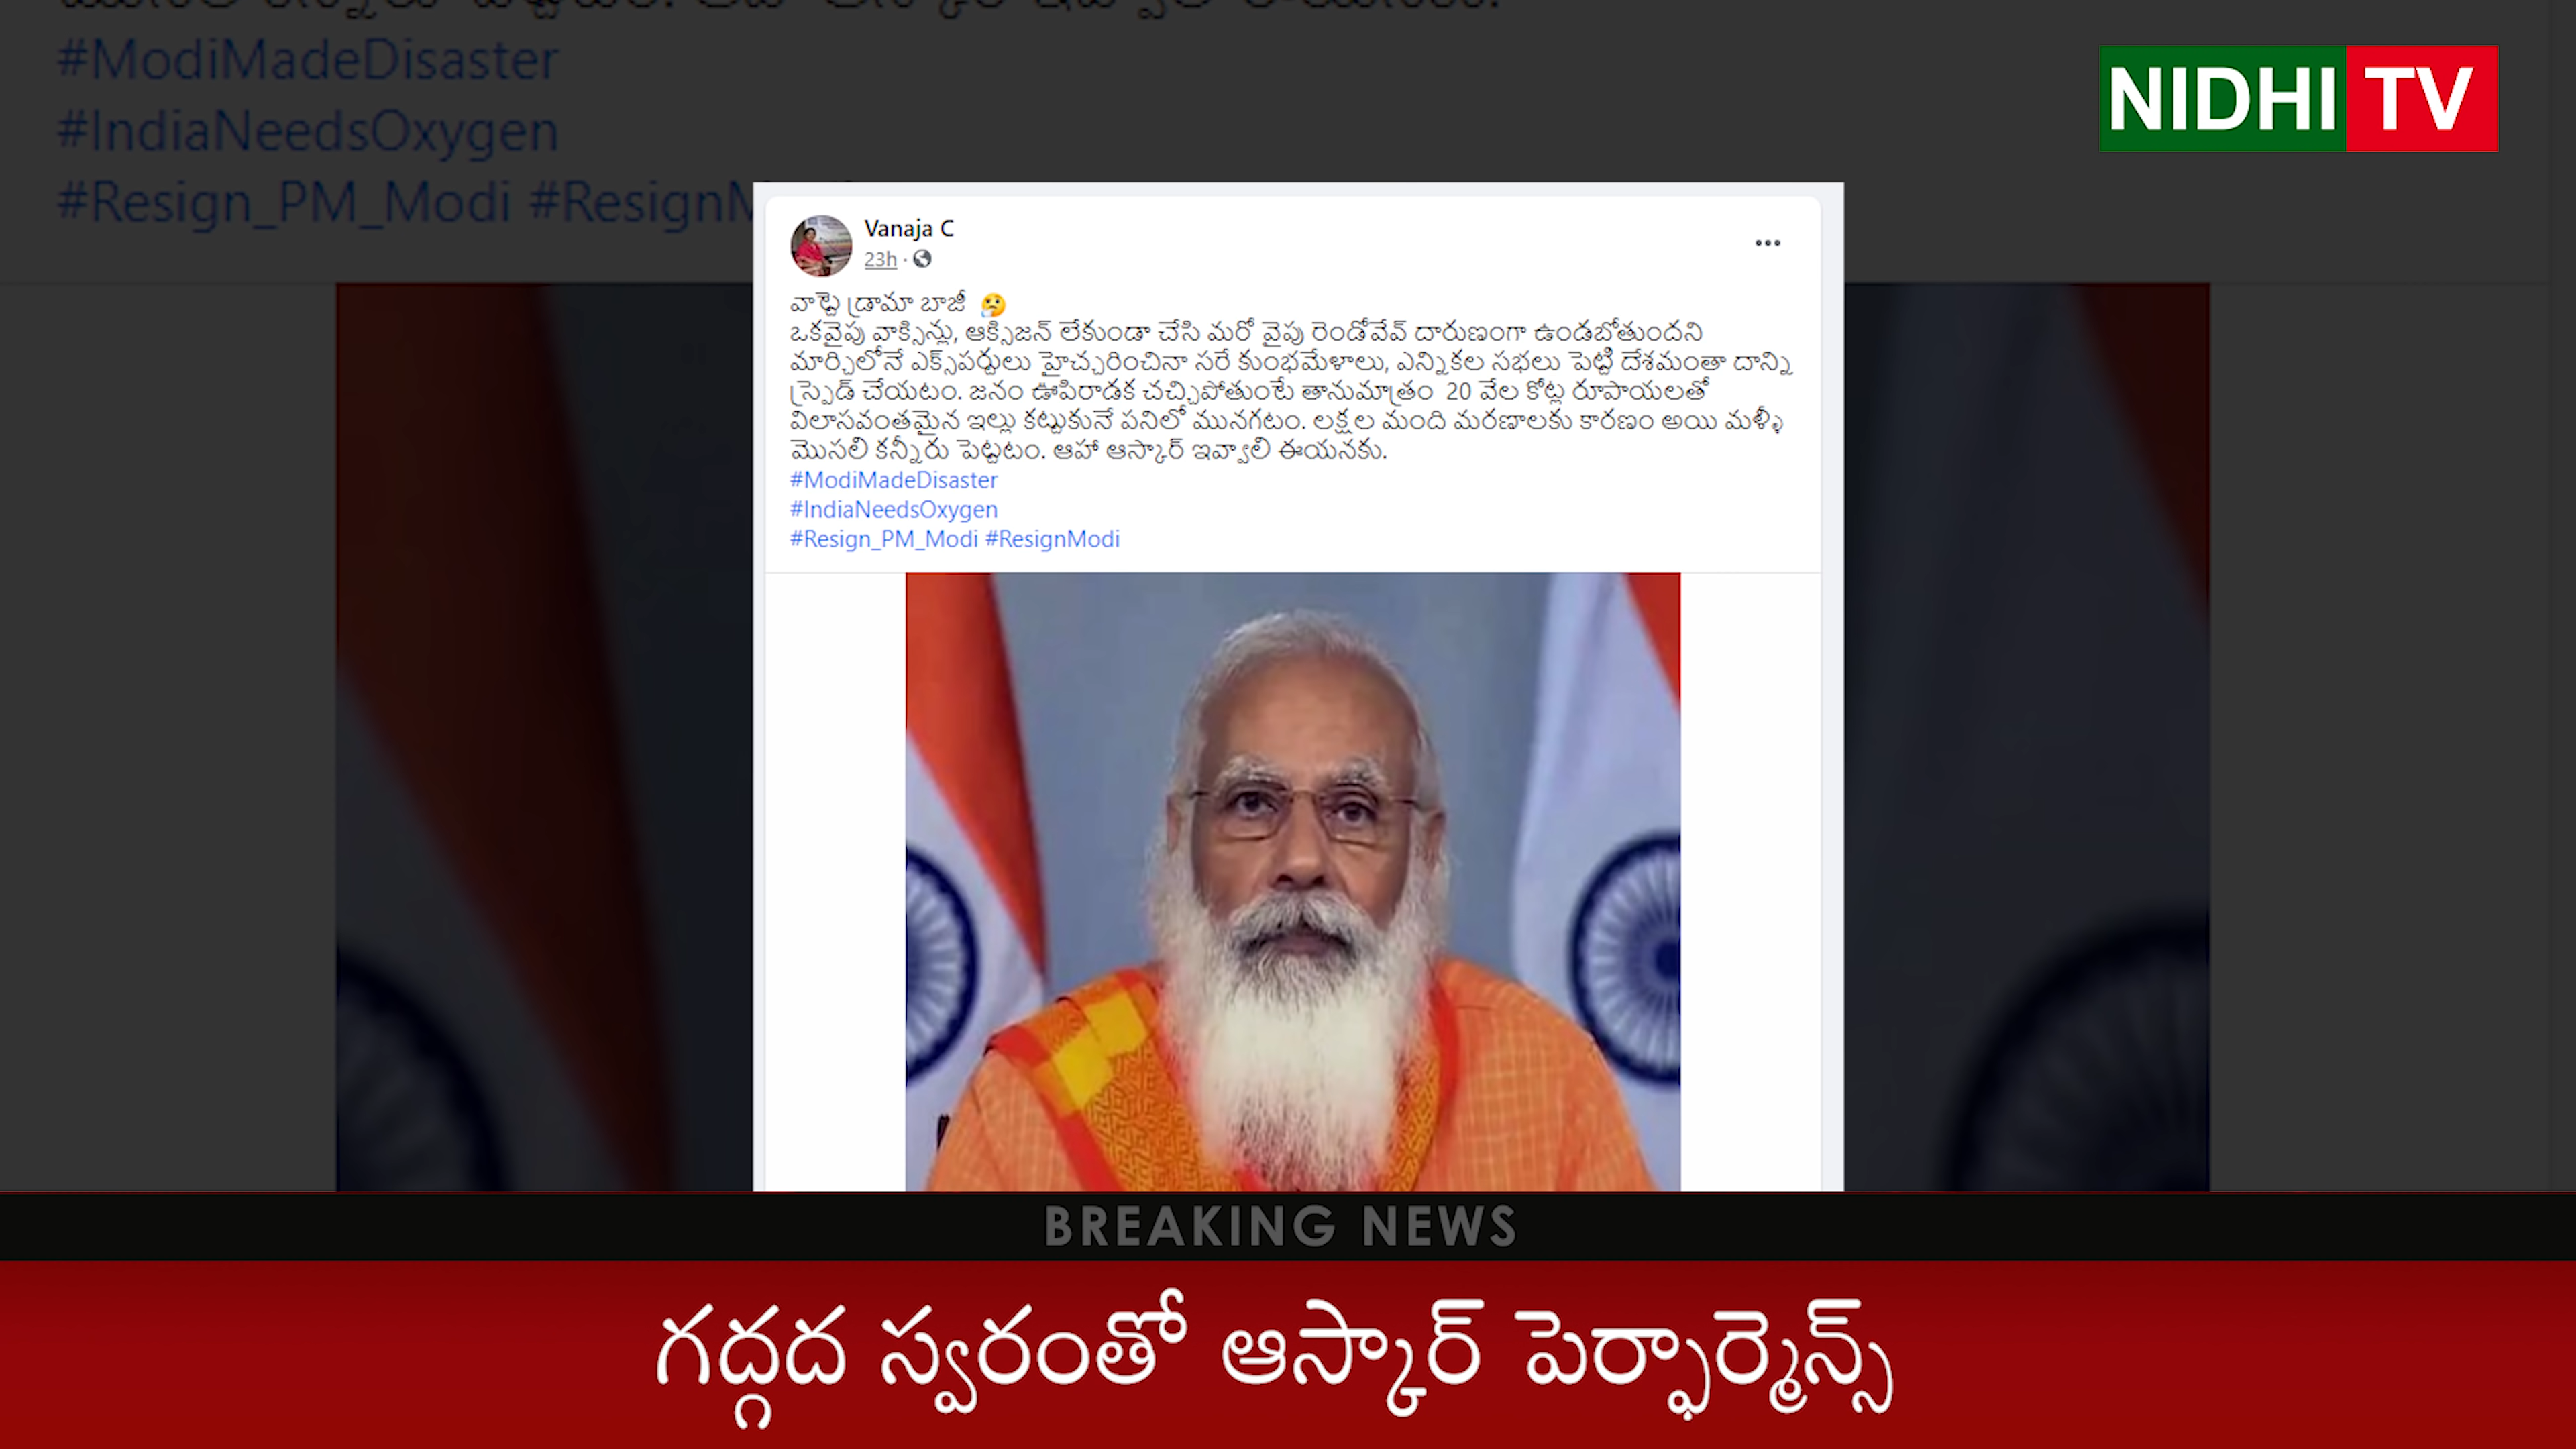 #ModiMadeDisaster
#IndiaNeedsOxygen
#Resign_PM_Modi #ResignM
NIDHI TV
Vanaja C
23h
వాట్టె డ్రామా బాజీ 🤔
ఒకవైపు వాక్సిన్లు, ఆక్సిజన్ లేకుండా చేసి మరో వైపు రెండోవేవ్ దారుణంగా ఉండబోతుందని
మార్చిలోనే ఎక్స్‌పర్టులు హైచ్చరించినా సరే కుంభమేళాలు, ఎన్నికల సభలు పెట్టి దేశమంతా దాన్ని
స్ప్రెడ్ చేయటం. జనం ఊపిరాడక చచ్చిపోతుంటే తానుమాత్రం 20 వేల కోట్ల రూపాయలతో
విలాసవంతమైన ఇల్లు కట్టుకునే పనిలో మునగటం. లక్షల మంది మరణాలకు కారణం అయి మళ్ళీ
మొసలి కన్నీరు పెట్టటం. ఆహా ఆస్కార్ ఇవ్వాలి ఈయనకు.
#ModiMadeDisaster
#IndiaNeedsOxygen
#Resign_PM_Modi #ResignModi
BREAKING NEWS
గద్గద స్వరంతో ఆస్కార్ పెర్ఫార్మెన్స్